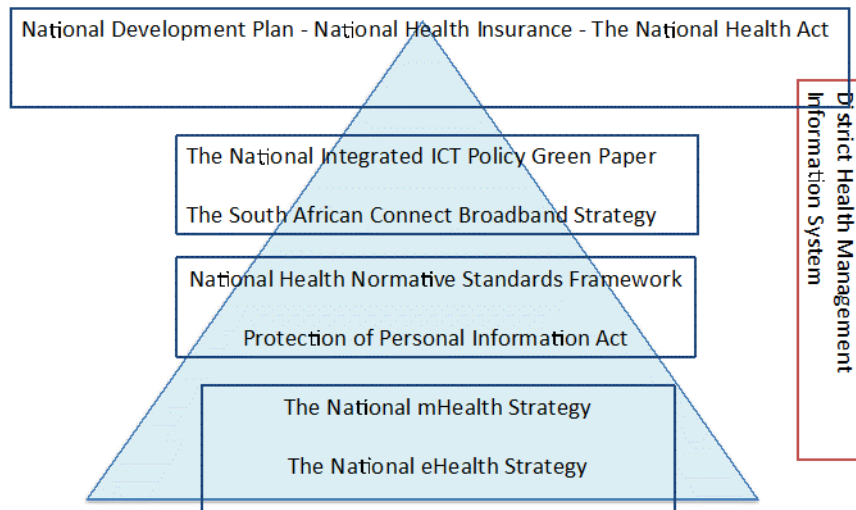 National Development Plan - National Health Insurance - The National Health Act
The National Integrated ICT Policy Green Paper
The South African Connect Broadband Strategy
National Health Normative Standards Framework
Protection of Personal Information Act
The National mHealth Strategy
The National eHealth Strategy
District Health Management
Information System